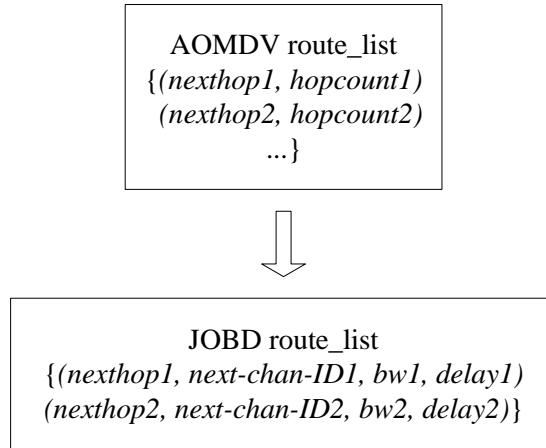 AOMDV route_list
{(nexthop1, hopcount1)
(nexthop2, hopcount2)
...}
JOBD route_list
{(nexthop1, next-chan-ID1, bw1, delay1)
(nexthop2, next-chan-ID2, bw2, delay2)}